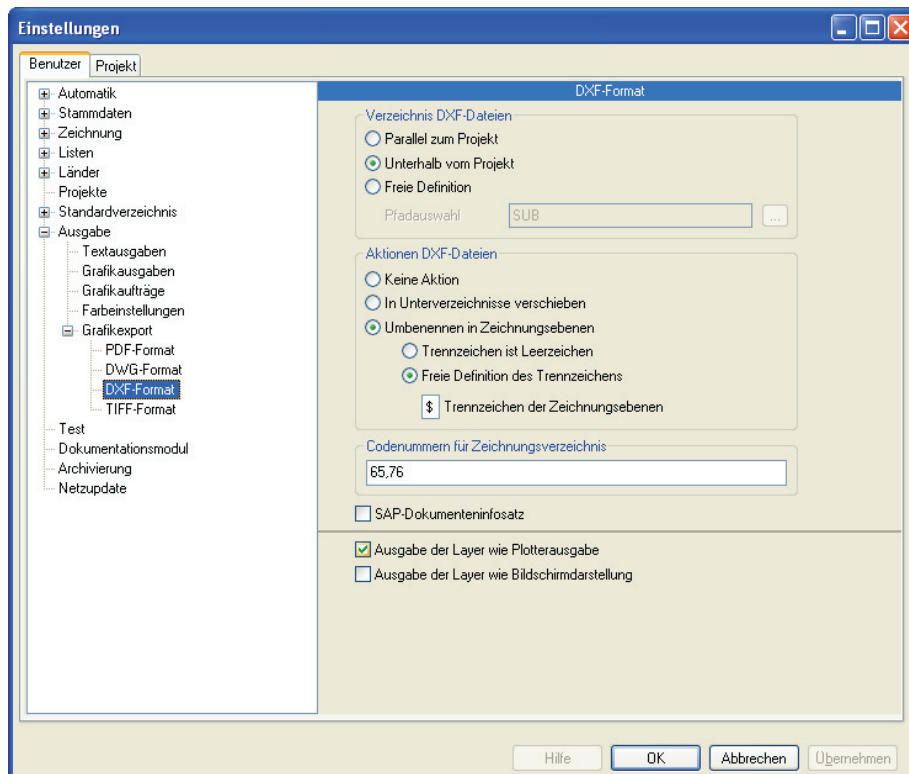 Einstellungen
Benutzer Projekt
Automatik
Stammdaten
Zeichnung
Listen
Länder
Projekte
Standardverzeichnis
Ausgabe
Textausgaben
Grafikausgaben
Grafikaufträge
Farbeinstellungen
Grafikexport
PDF-Format
DWG-Format
DXF-Format
TIFF-Format
Test
Dokumentationsmodul
Archivierung
Netzupdate
DXF-Format
Verzeichnis DXF-Dateien
Parallel zum Projekt
Unterhalb vom Projekt
Freie Definition
Pfadauswahl SUB ...
Aktionen DXF-Dateien
Keine Aktion
In Unterverzeichnisse verschieben
Umbenennen in Zeichnungsebenen
Trennzeichen ist Leerzeichen
Freie Definition des Trennzeichens
$ Trennzeichen der Zeichnungsebenen
Codenummern für Zeichnungsverzeichnis
65,76
SAP-Dokumenteninfosatz
Ausgabe der Layer wie Plotterausgabe
Ausgabe der Layer wie Bildschirmdarstellung
Hilfe OK Abbrechen Übernehmen